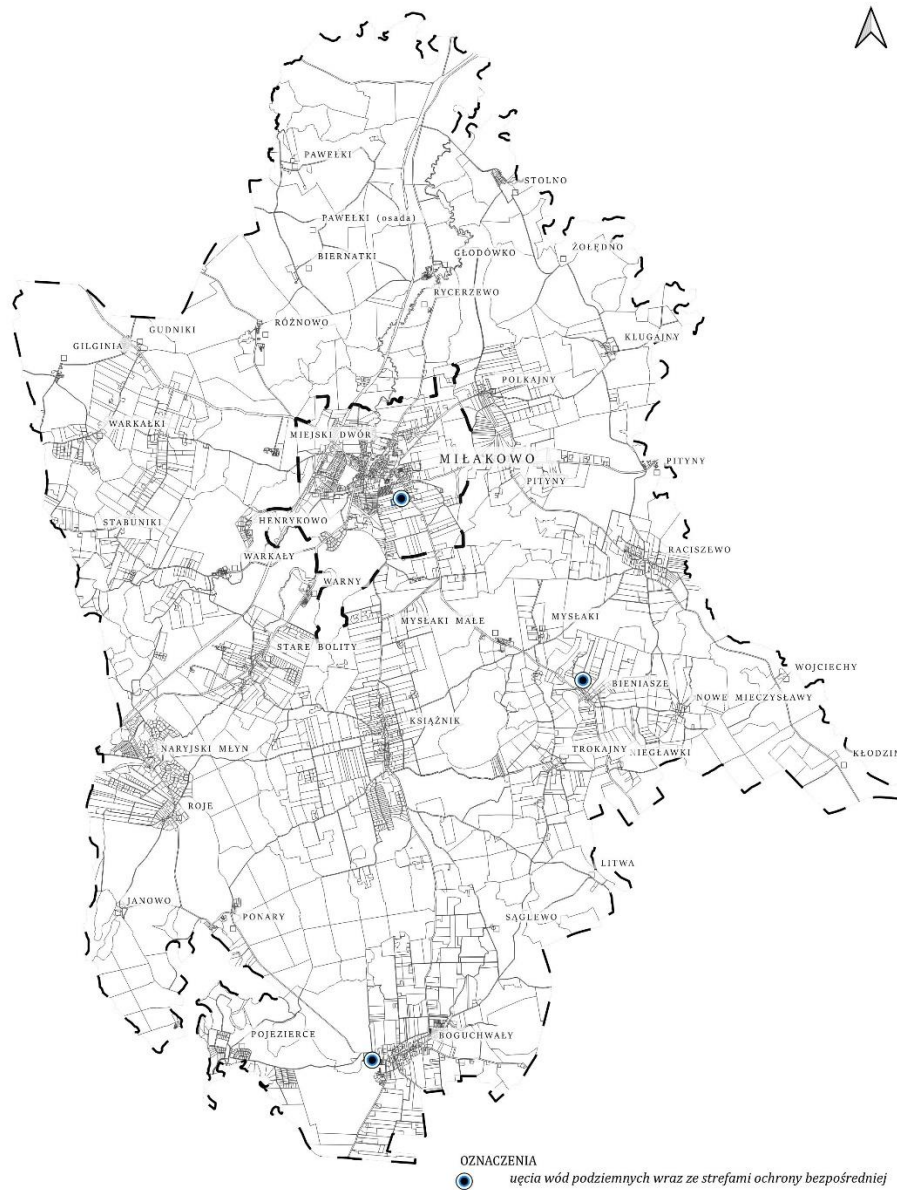 PAWEŁKI
STOLNO
PAWEŁKI (osada)
ŻOŁĘDNO
GŁODÓWKO
BIERNATKI
RYCERZEWO
RÓŻNOWO
GUDNIKI
KLUGAJNY
GILGINIA
POLKAJNY
WARKAŁKI
MIEJSKI DWÓR
MIŁAKOWO
PITYNY
PITYNY
STABUNIKI
HENRYKOWO
RACISZEWO
WARKAŁY
WARNY
MYSŁAKI MAŁE
MYSŁAKI
STARE BOLITY
WOJCIECHY
BIENIASZE
NOWE MIECZYSŁAWY
KSIĄŻNIK
NARYJSKI MŁYN
TROKAJNY
NIEGŁAWKI
KŁODZIN
ROJE
LITWA
JANOWO
PONARY
SĄGLEWO
POJEZIERCE
BOGUCHWAŁY
OZNACZENIA
ujęcia wód podziemnych wraz ze strefami ochrony bezpośredniej